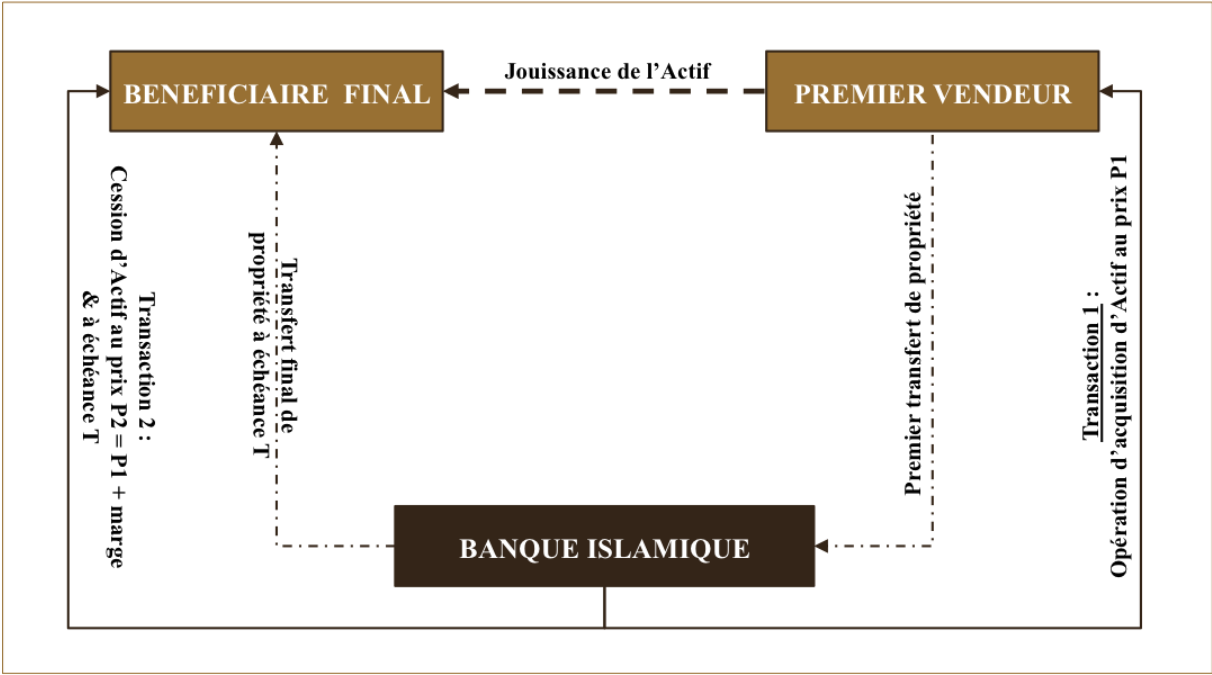 Jouissance de l’Actif
BENEFICIAIRE FINAL
PREMIER VENDEUR
Transaction 2 :
Cession d’Actif au prix P2 = P1 + marge
& à échéance T
Transfert final de
propriété à échéance T
Premier transfert de propriété
Transaction 1 :
Opération d’acquisition d’Actif au prix P1
BANQUE ISLAMIQUE